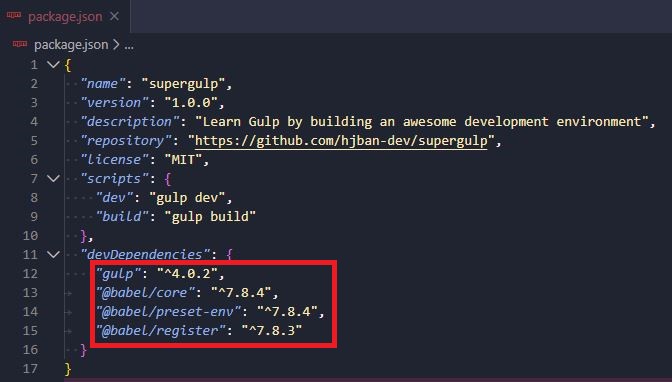 package.json ×
package.json > ...
1 {
2 "name": "supergulp",
3 "version": "1.0.0",
4 "description": "Learn Gulp by building an awesome development environment",
5 "repository": "https://github.com/hjban-dev/supergulp",
6 "license": "MIT",
7 "scripts": {
8 "dev": "gulp dev",
9 "build": "gulp build"
10 },
11 "devDependencies": {
12 "gulp": "^4.0.2",
13 "@babel/core": "^7.8.4",
14 "@babel/preset-env": "^7.8.4",
15 "@babel/register": "^7.8.3"
16 }
17 }